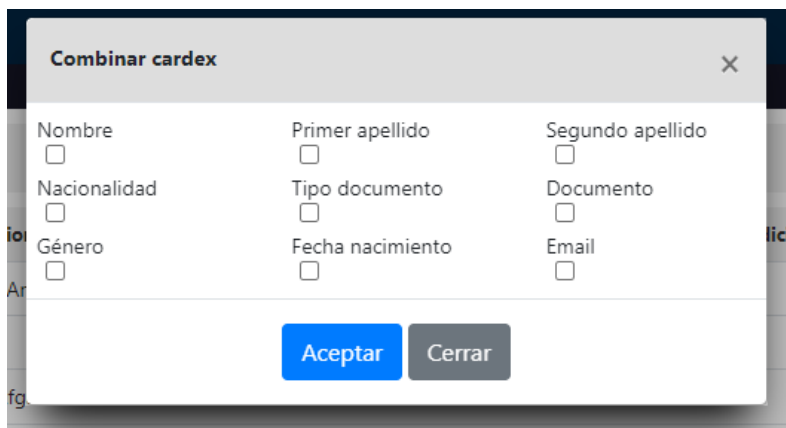 Combinar cardex
×
Nombre Primer apellido Segundo apellido
Nacionalidad Tipo documento Documento
Género Fecha nacimiento Email
Aceptar Cerrar